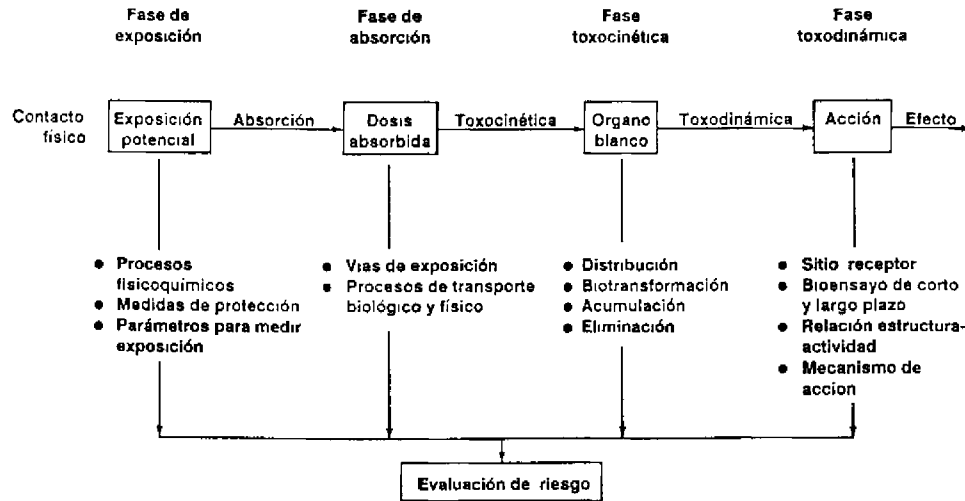 Fase de
exposición
Fase de
absorción
Fase
toxocinética
Fase
toxodinámica
Contacto
físico
Exposición
potencial
Absorción
Dosis
absorbida
Toxocinética
Organo
blanco
Toxodinámica
Acción
Efecto
● Procesos
fisicoquímicos
● Medidas de protección
● Parámetros para medir
exposición
● Vias de exposición
● Procesos de transporte
biológico y físico
● Distribución
● Biotransformación
● Acumulación
● Eliminación
● Sitio receptor
● Bioensayo de corto
y largo plazo
● Relación estructura-
actividad
● Mecanismo de
accion
Evaluación de riesgo